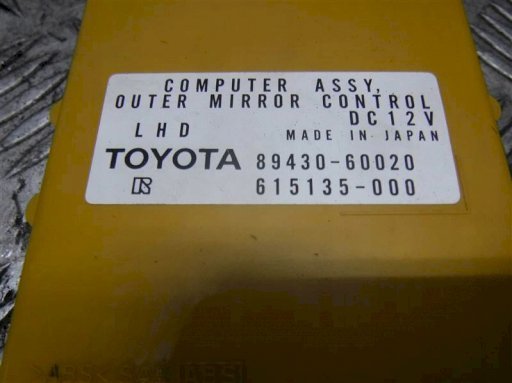 COMPUTER ASSY,
OUTER MIRROR CONTROL
DC12V
LHD MADE IN JAPAN
TOYOTA 89430-60020
615135-000